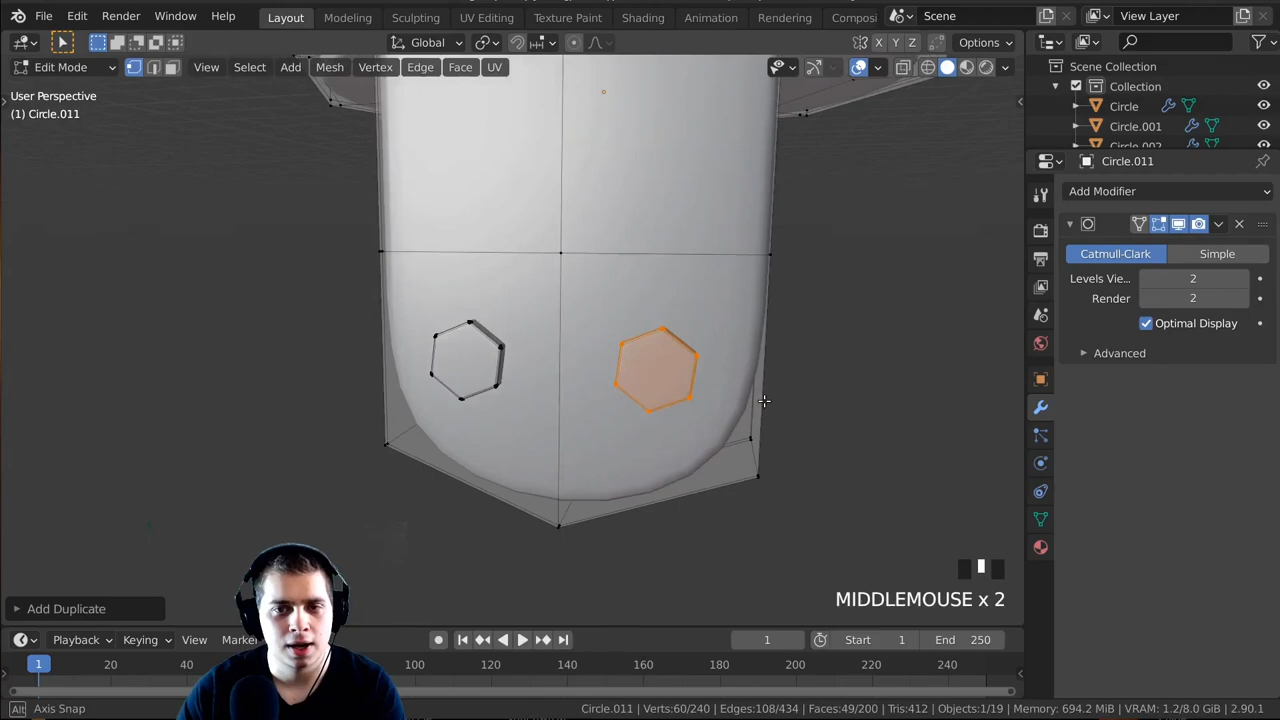 File Edit Render Window Help Layout Modeling Sculpting UV Editing Texture Paint Shading Animation Rendering Composi Scene View Layer
Global X Y Z Options
Edit Mode View Select Add Mesh Vertex Edge Face UV
User Perspective
(1) Circle.011
Scene Collection
Collection
Circle
Circle.001
Circle.002
Circle.011
Add Modifier
Catmull-Clark Simple
Levels Vie... 2
Render 2
Optimal Display
Advanced
MIDDLEMOUSE x 2
Add Duplicate
Playback Keying View Marke 1 Start 1 End 250
1 20 40 100 120 140 160 180 200 220 240
Alt Axis Snap Circle.011 | Verts:60/240 | Edges:108/434 | Faces:49/200 | Tris:412 | Objects:1/19 | Memory: 694.2 MiB | VRAM: 1.2/8.0 GiB | 2.90.1